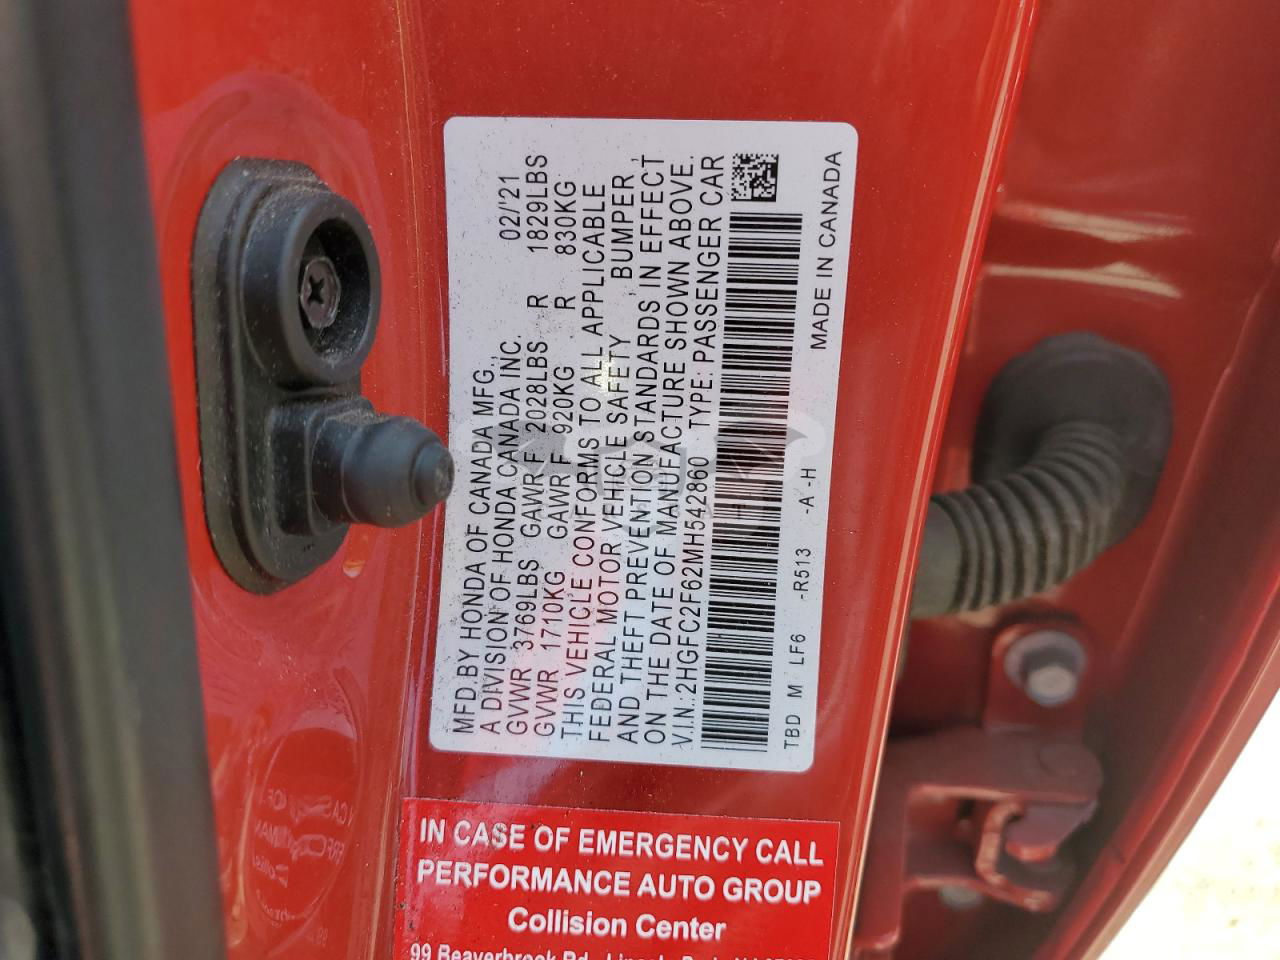 MFD.BY HONDA OF CANADA MFG., 02/'21
A DIVISION OF HONDA CANADA INC.
GVWR 3769LBS GAWR F 2028LBS R 1829LBS
GVWR 1710KG GAWR F 920KG R 830KG
THIS VEHICLE CONFORMS TO ALL APPLICABLE
FEDERAL MOTOR VEHICLE SAFETY, BUMPER,
AND THEFT PREVENTION STANDARDS IN EFFECT
ON THE DATE OF MANUFACTURE SHOWN ABOVE.
V.I.N.:2HGFC2F62MH542860 TYPE:PASSENGER CAR
TBD M LF6 -R513 -A -H MADE IN CANADA
IN CASE OF EMERGENCY CALL
PERFORMANCE AUTO GROUP
Collision Center
99 Beaverbrook Rd